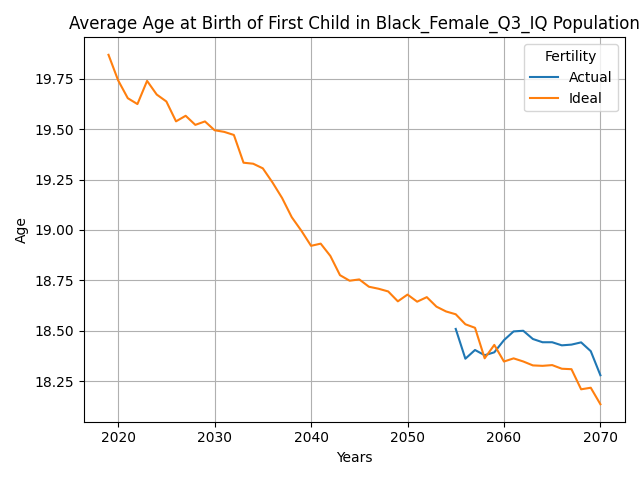 Average Age at Birth of First Child in Black_Female_Q3_IQ Population
Fertility
Actual
Ideal
Age
19.75
19.50
19.25
19.00
18.75
18.50
18.25
2020
2030
2040
2050
2060
2070
Years